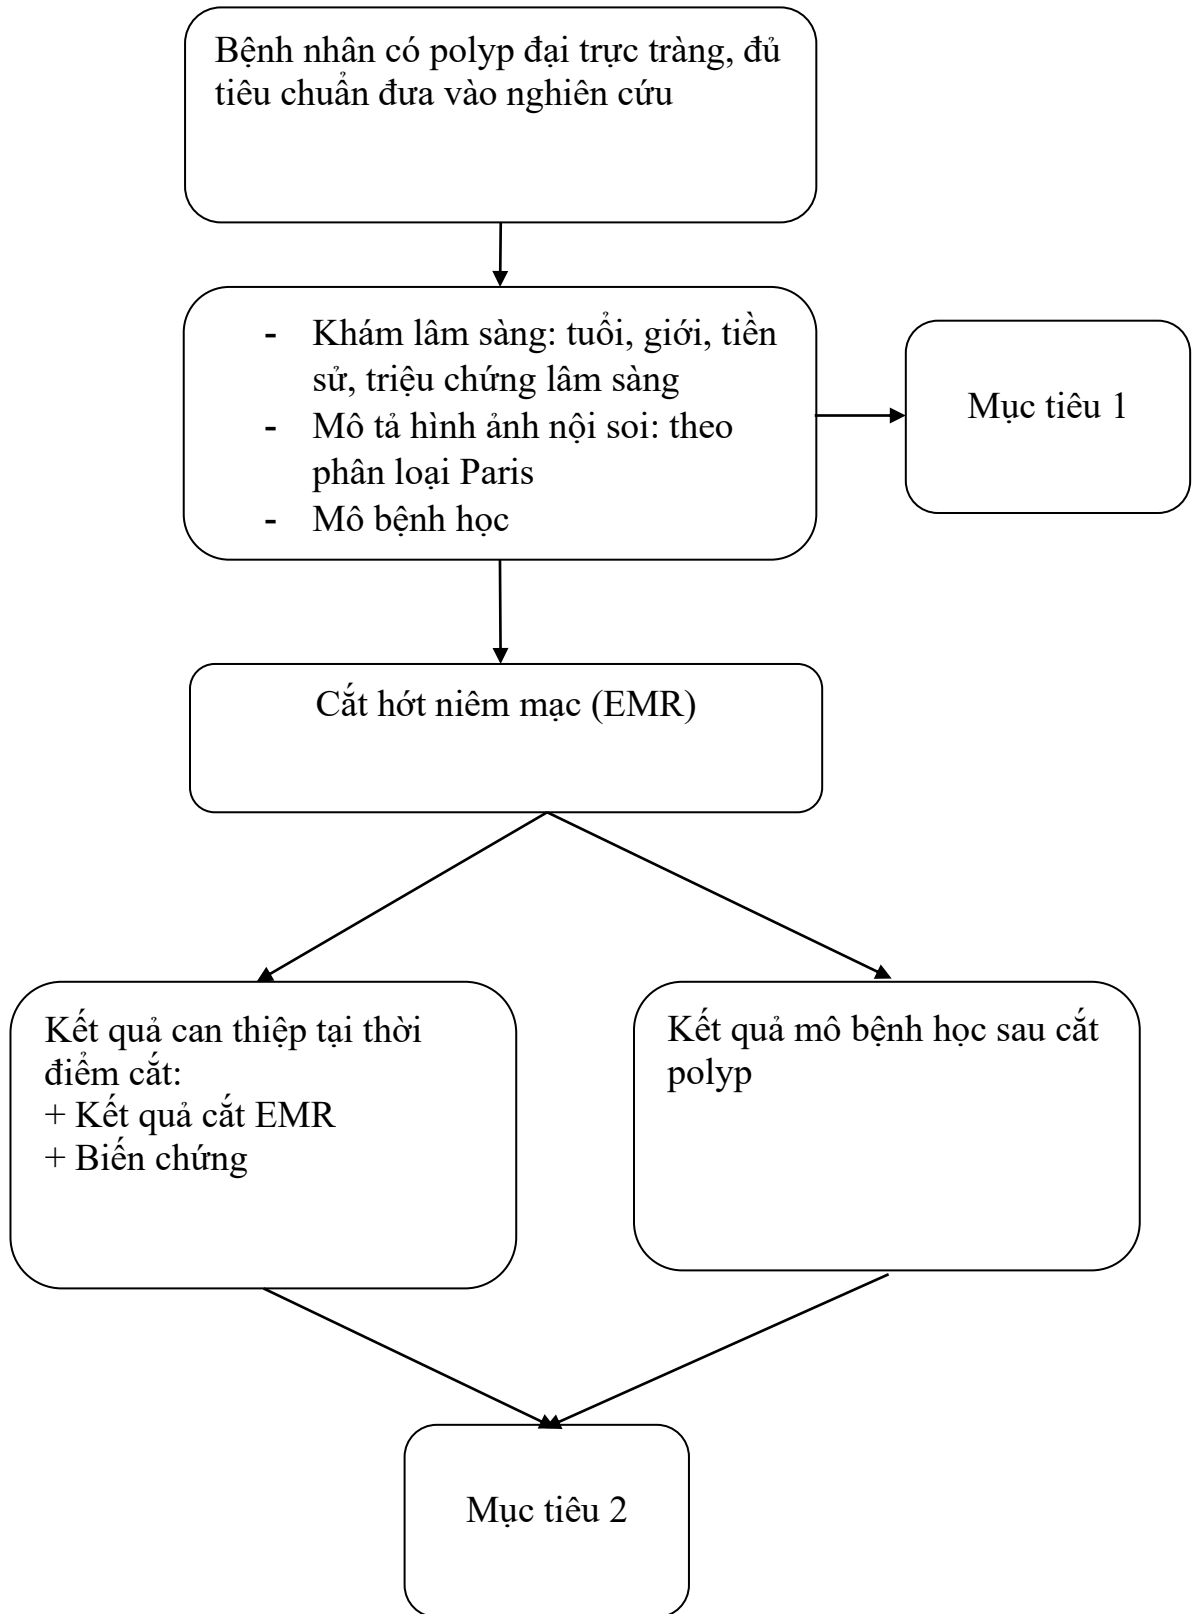 Bệnh nhân có polyp đại trực tràng, đủ
tiêu chuẩn đưa vào nghiên cứu
- Khám lâm sàng: tuổi, giới, tiền
sử, triệu chứng lâm sàng
- Mô tả hình ảnh nội soi: theo
phân loại Paris
- Mô bệnh học
Mục tiêu 1
Cắt hớt niêm mạc (EMR)
Kết quả can thiệp tại thời
điểm cắt:
+ Kết quả cắt EMR
+ Biến chứng
Kết quả mô bệnh học sau cắt
polyp
Mục tiêu 2